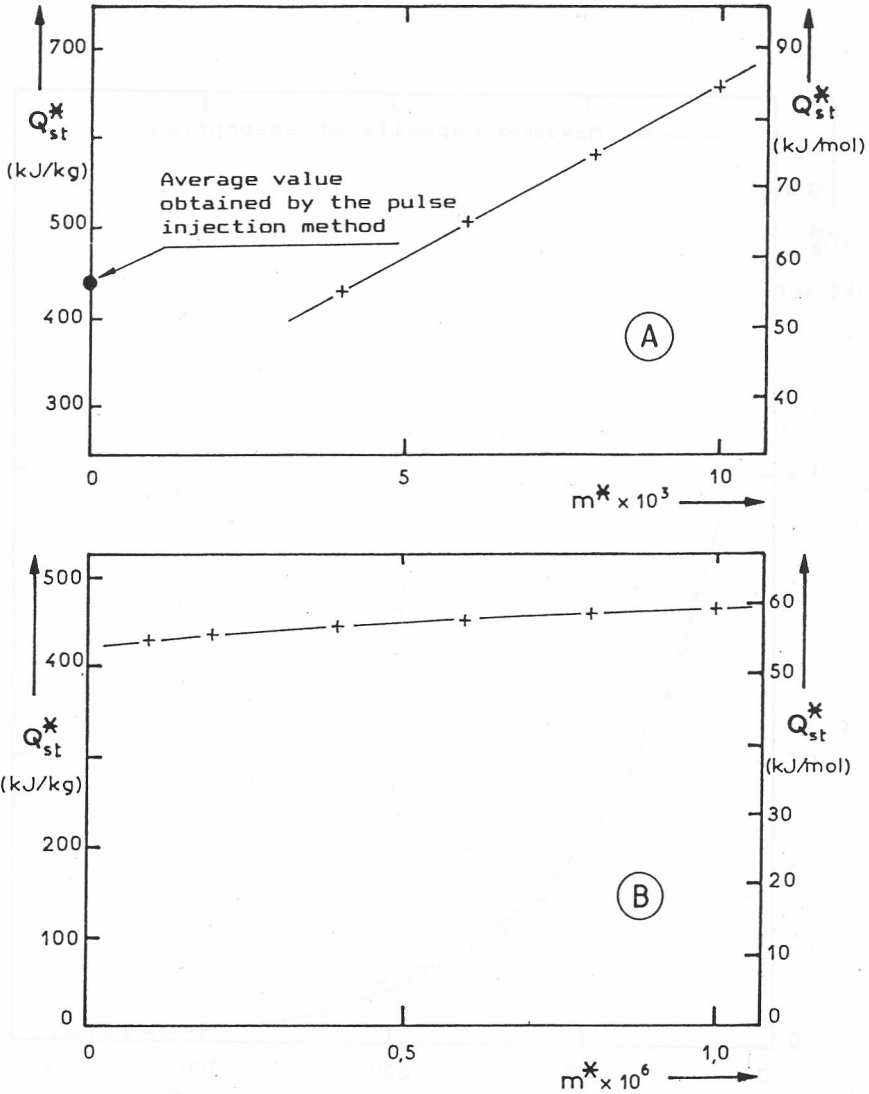 700
Q*st
(kJ/kg)
500
400
300
Average value
obtained by the pulse
injection method
90
Q*st
(kJ/mol)
70
60
50
40
A
0
5
10
m* × 10³
500
400
Q*st
(kJ/kg)
200
100
0
60
50
Q*st
(kJ/mol)
30
20
10
0
B
0
0,5
1,0
m* × 10⁶